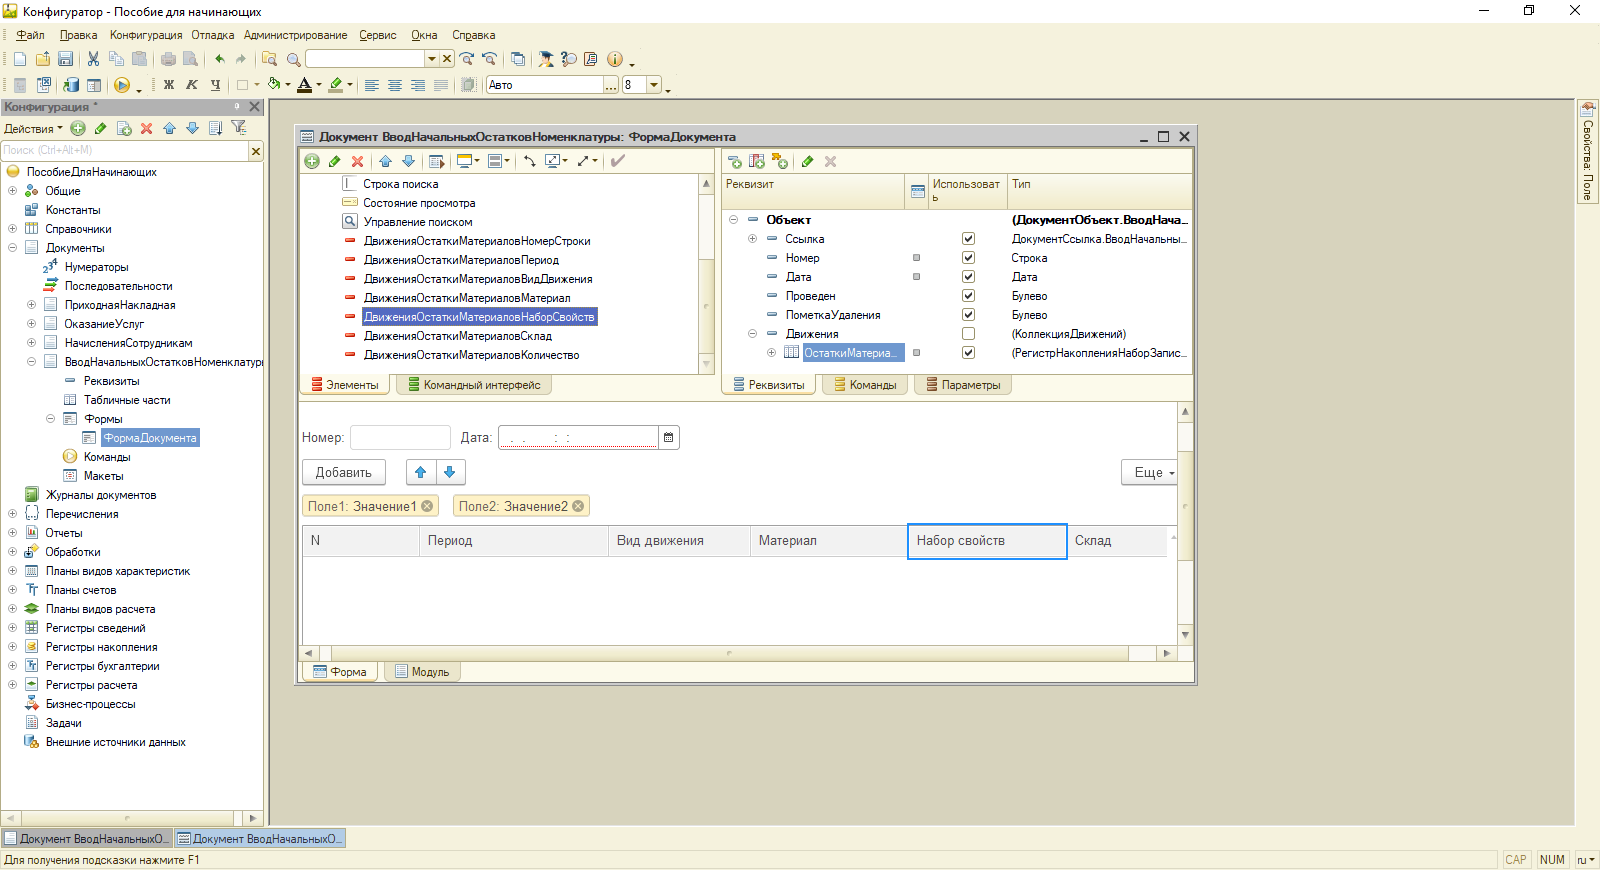 Конфигуратор - Пособие для начинающих
Файл Правка Конфигурация Отладка Администрирование Сервис Окна Справка
Ж К Ч А Авто ... 8
Конфигурация *
Действия
Поиск (Ctrl+Alt+M)
ПособиеДляНачинающих
Общие
Константы
Справочники
Документы
Нумераторы
Последовательности
ПриходнаяНакладная
ОказаниеУслуг
НачисленияСотрудникам
ВводНачальныхОстатковНоменклатуры
Реквизиты
Табличные части
Формы
ФормаДокумента
Команды
Макеты
Журналы документов
Перечисления
Отчеты
Обработки
Планы видов характеристик
Планы счетов
Планы видов расчета
Регистры сведений
Регистры накопления
Регистры бухгалтерии
Регистры расчета
Бизнес-процессы
Задачи
Внешние источники данных
Документ ВводНачальныхОстатковНоменклатуры: ФормаДокумента
Строка поиска
Состояние просмотра
Управление поиском
ДвиженияОстаткиМатериаловНомерСтроки
ДвиженияОстаткиМатериаловПериод
ДвиженияОстаткиМатериаловВидДвижения
ДвиженияОстаткиМатериаловМатериал
ДвиженияОстаткиМатериаловНаборСвойств
ДвиженияОстаткиМатериаловСклад
ДвиженияОстаткиМатериаловКоличество
Элементы Командный интерфейс
Реквизит Использоват
ь Тип
Объект (ДокументОбъект.ВводНача...
Ссылка ДокументСсылка.ВводНачальны...
Номер Строка
Дата Дата
Проведен Булево
ПометкаУдаления Булево
Движения (КоллекцияДвижений)
ОстаткиМатериа... (РегистрНакопленияНаборЗапис...
Реквизиты Команды Параметры
Номер: Дата: . . : :
Добавить Еще
Поле1: Значение1 Поле2: Значение2
N Период Вид движения Материал Набор свойств Склад
Форма Модуль
Свойства: Поле
Документ ВводНачальныхО... Документ ВводНачальныхО...
Для получения подсказки нажмите F1 CAP NUM ru